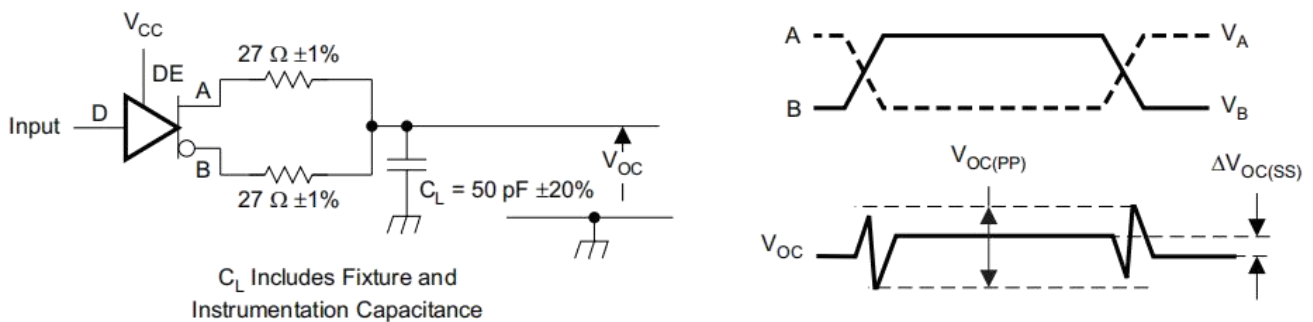 V_CC
27 Ω ±1%
DE
A
D
Input
B
27 Ω ±1%
V_OC
C_L = 50 pF ±20%
C_L Includes Fixture and
Instrumentation Capacitance
A
V_A
B
V_B
V_OC(PP)
ΔV_OC(SS)
V_OC